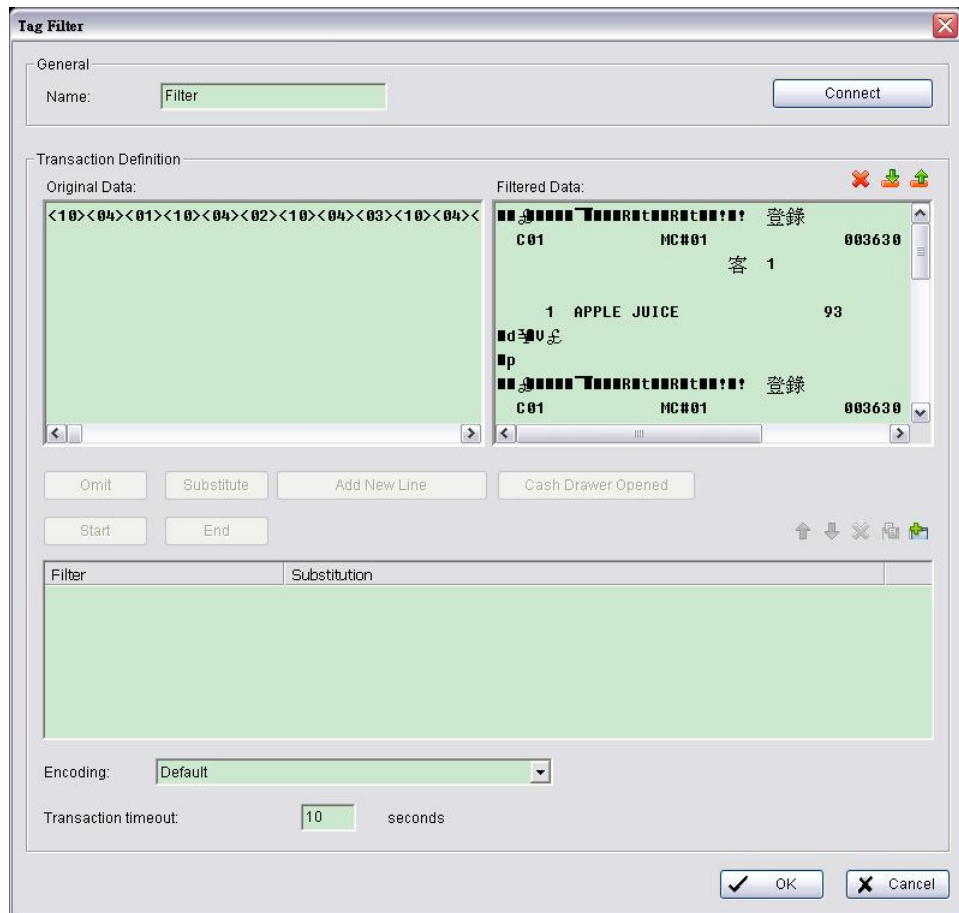 Tag Filter
General
Name:
Filter
Connect
Transaction Definition
Original Data:
Filtered Data:
<10><04><01><10><04><02><10><04><03><10><04><
登錄
C01 MC#01 003630
客 1
1 APPLE JUICE 93
登錄
C01 MC#01 003630
Omit
Substitute
Add New Line
Cash Drawer Opened
Start
End
Filter
Substitution
Encoding:
Default
Transaction timeout:
10
seconds
OK
Cancel